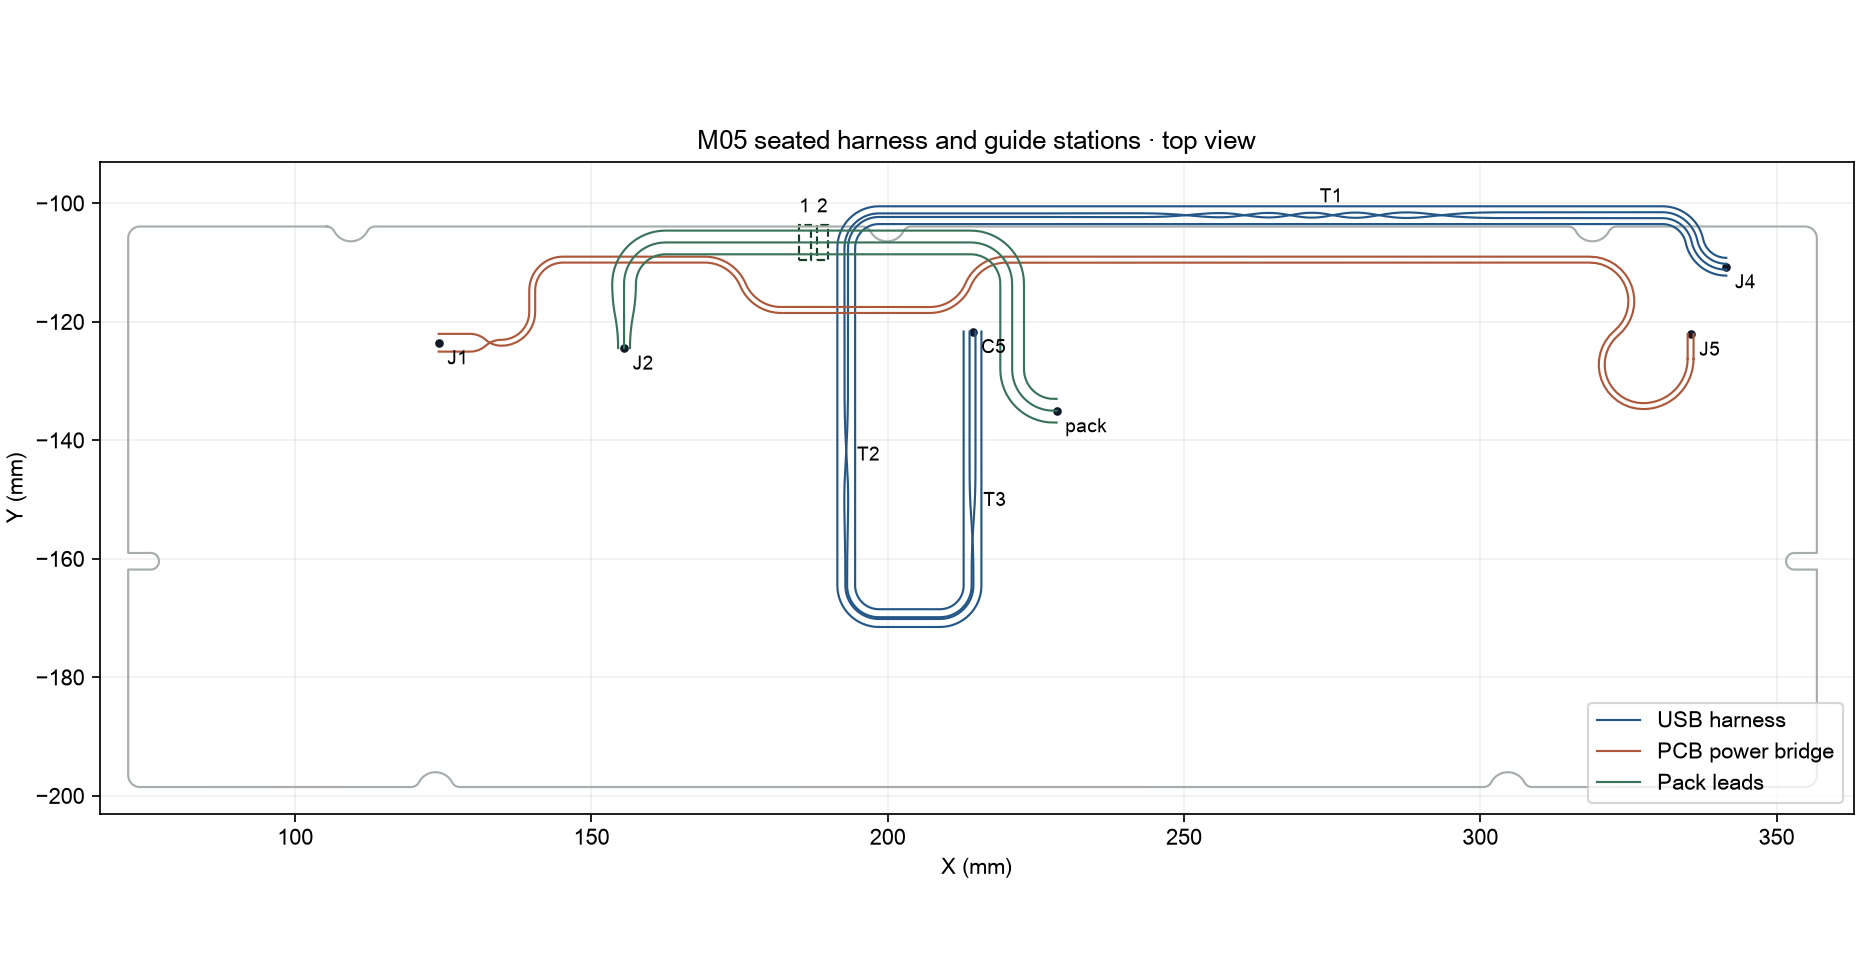 M05 seated harness and guide stations · top view
−100
−120
−140
−160
−180
−200
Y (mm)
1 2
T1
J4
J1
J2
C5
J5
pack
T2
T3
USB harness
PCB power bridge
Pack leads
100 150 200 250 300 350
X (mm)